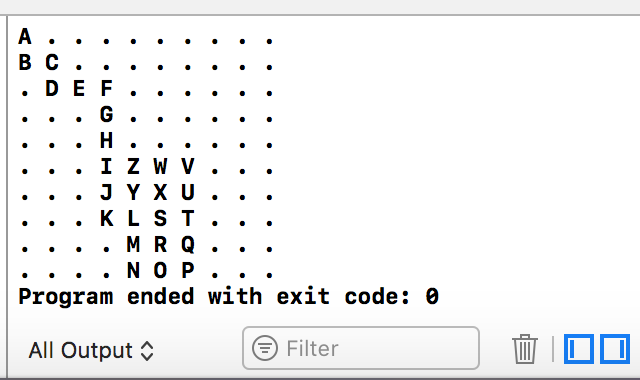 A . . . . . . . . .
B C . . . . . . . .
. D E F . . . . . .
. . . G . . . . . .
. . . H . . . . . .
. . . I Z W V . . .
. . . J Y X U . . .
. . . K L S T . . .
. . . . M R Q . . .
. . . . N O P . . .
Program ended with exit code: 0
All Output Filter